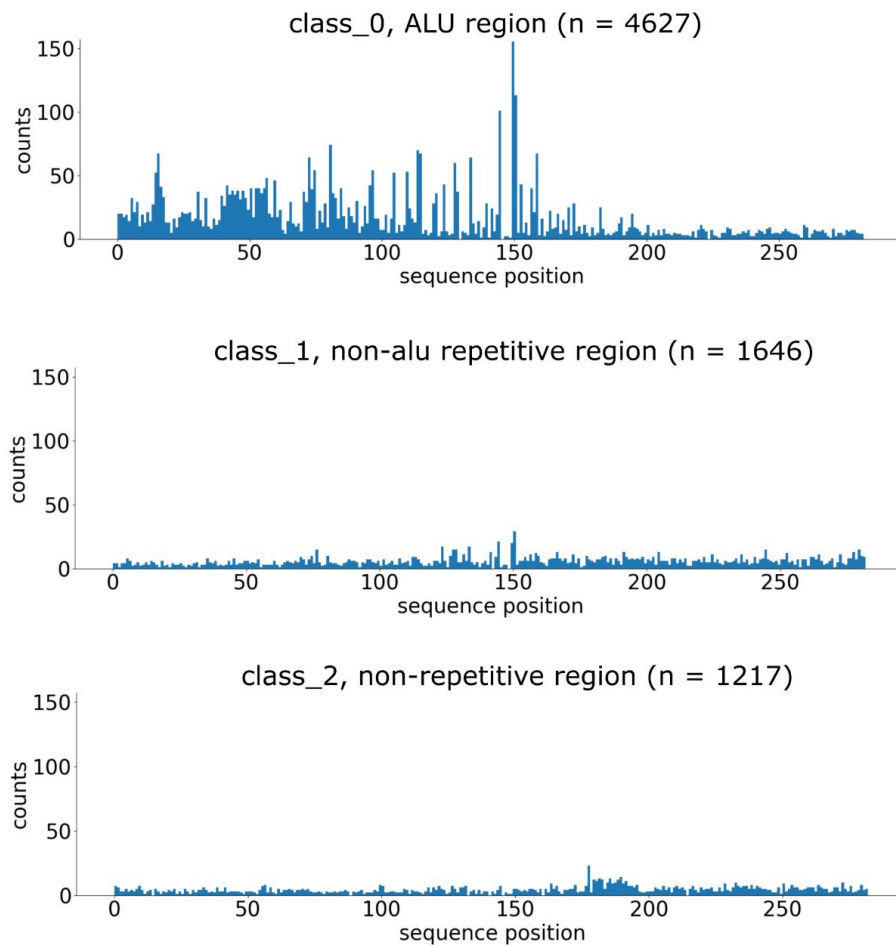 class_0, ALU region (n = 4627)
150
100
50
0
counts
0 50 100 150 200 250
sequence position
class_1, non-alu repetitive region (n = 1646)
150
100
50
0
counts
0 50 100 150 200 250
sequence position
class_2, non-repetitive region (n = 1217)
150
100
50
0
counts
0 50 100 150 200 250
sequence position